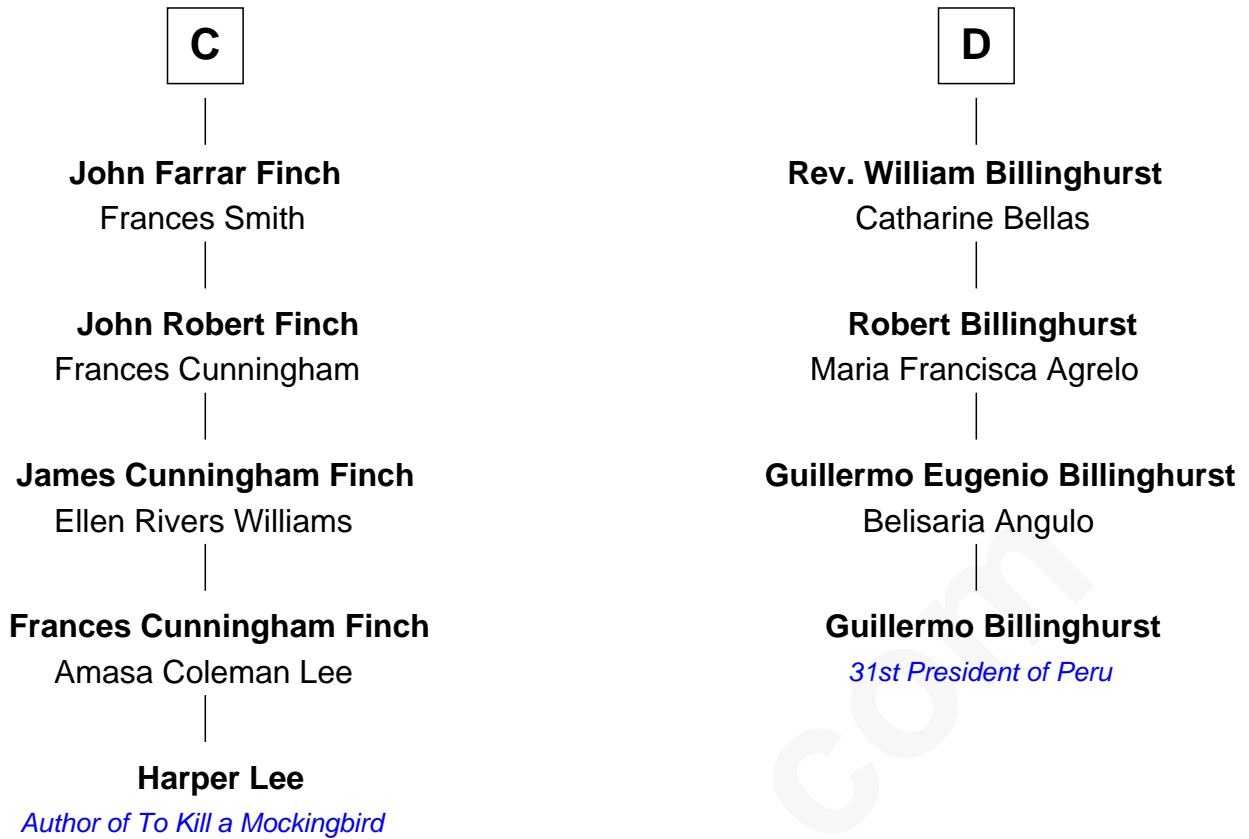 C
John Farrar Finch
Frances Smith
John Robert Finch
Frances Cunningham
James Cunningham Finch
Ellen Rivers Williams
Frances Cunningham Finch
Amasa Coleman Lee
Harper Lee
Author of To Kill a Mockingbird
D
Rev. William Billinghurst
Catharine Bellas
Robert Billinghurst
Maria Francisca Agrelo
Guillermo Eugenio Billinghurst
Belisaria Angulo
Guillermo Billinghurst
31st President of Peru
com